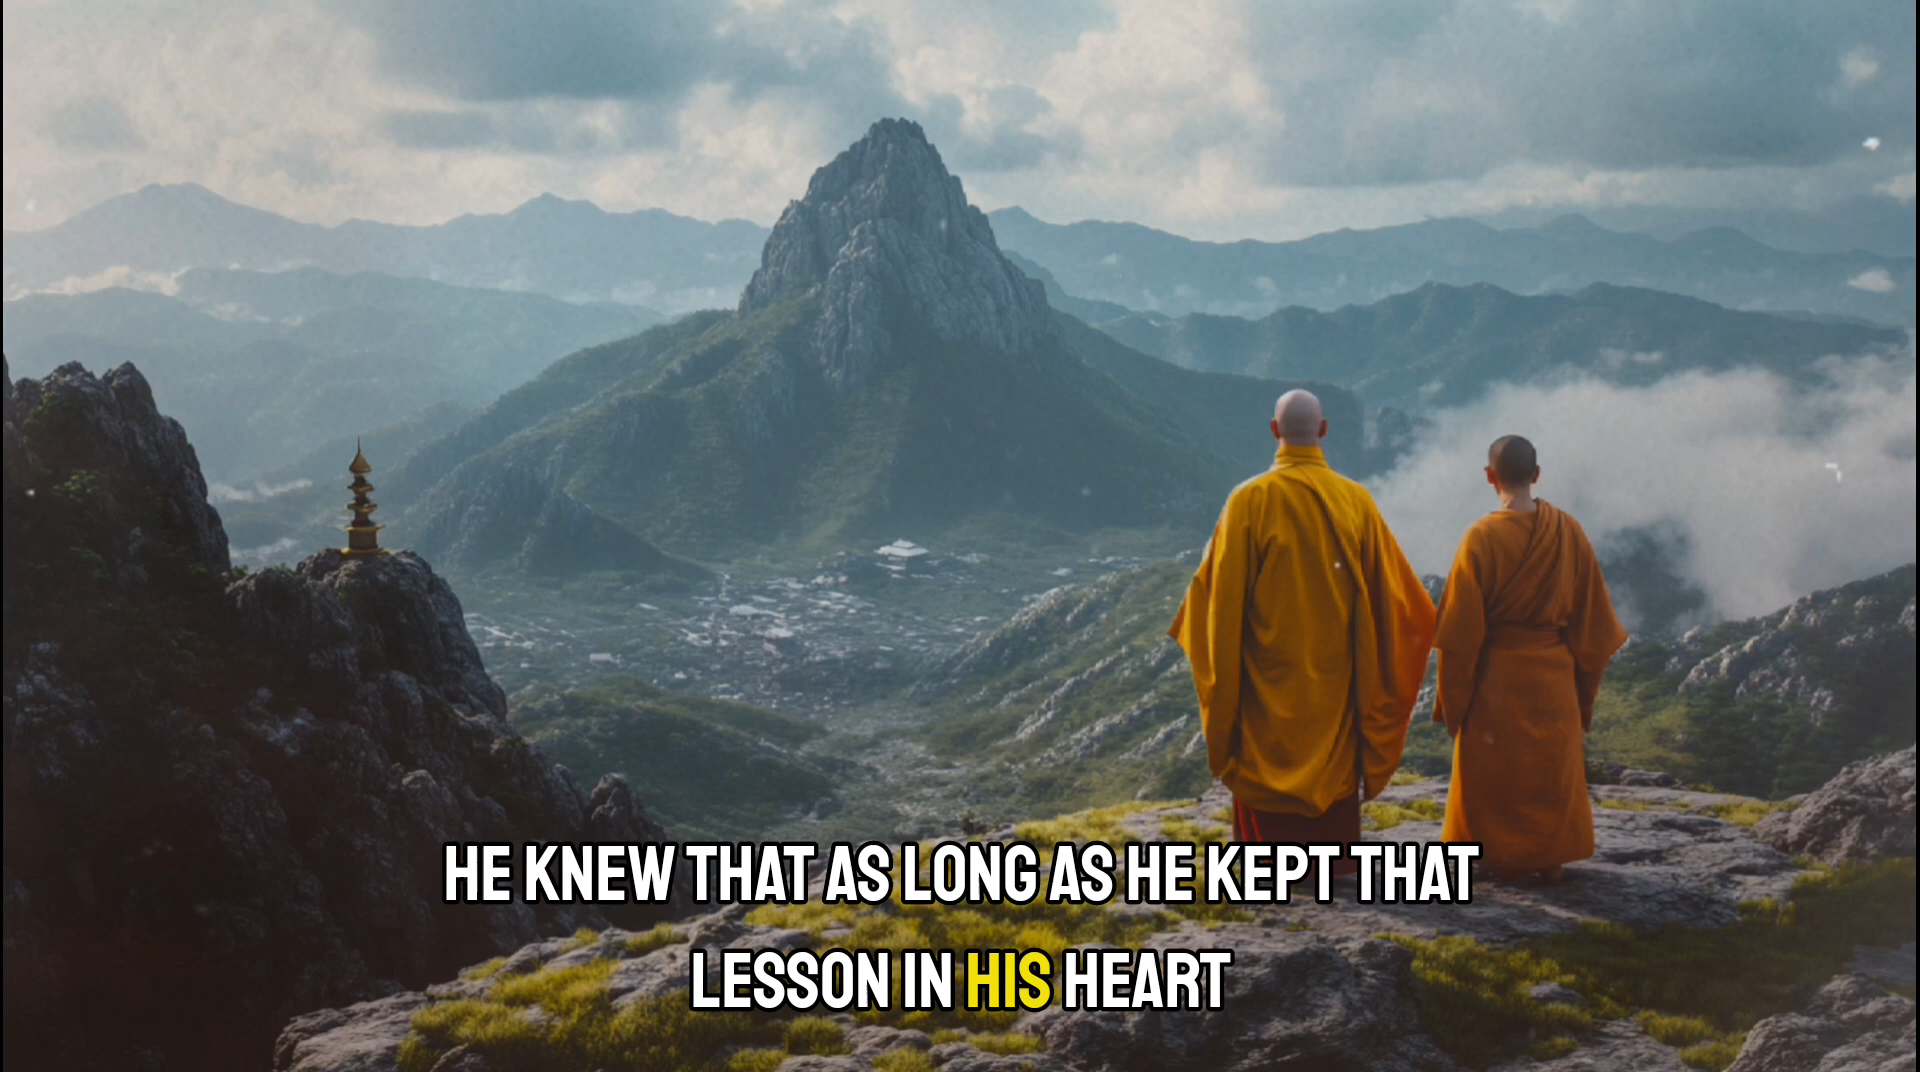 HE KNEW THAT AS LONG AS HE KEPT THAT
LESSON IN HIS HEART